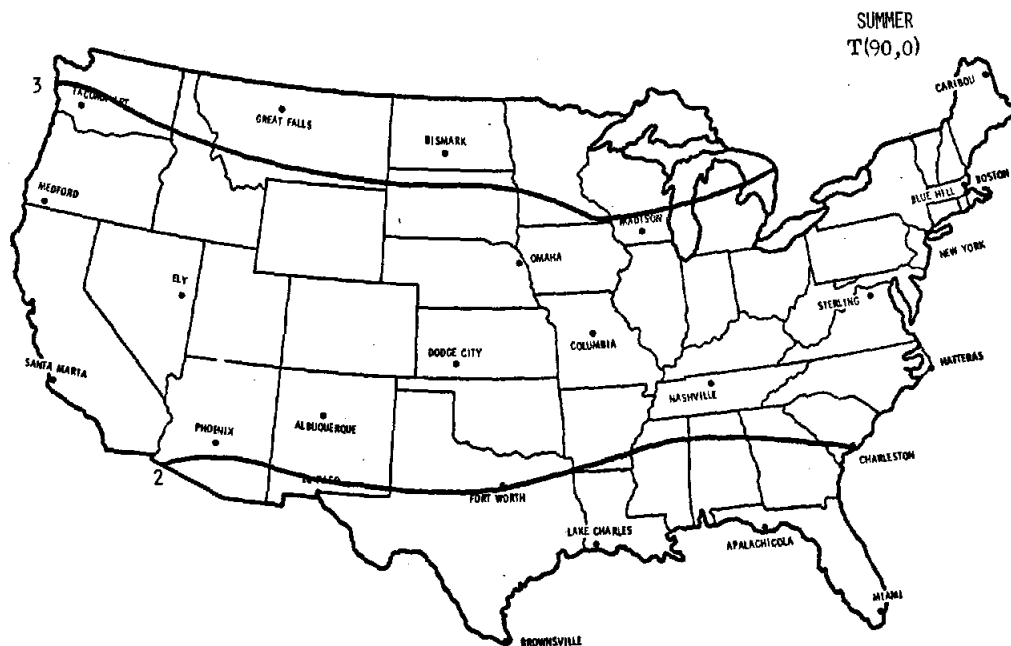 SUMMER
T(90,0)
3
CARIBOU
GREAT FALLS
BISMARK
MEDFORD
BLUE HILL
BOSTON
MADISON
NEW YORK
OMAHA
ELY
STERLING
COLUMBIA
DODGE CITY
HATTERAS
SANTA MARIA
NASHVILLE
PHOENIX
ALBUQUERQUE
CHARLESTON
2
FORT WORTH
LAKE CHARLES
APALACHICOLA
MIAMI
BROWNSVILLE